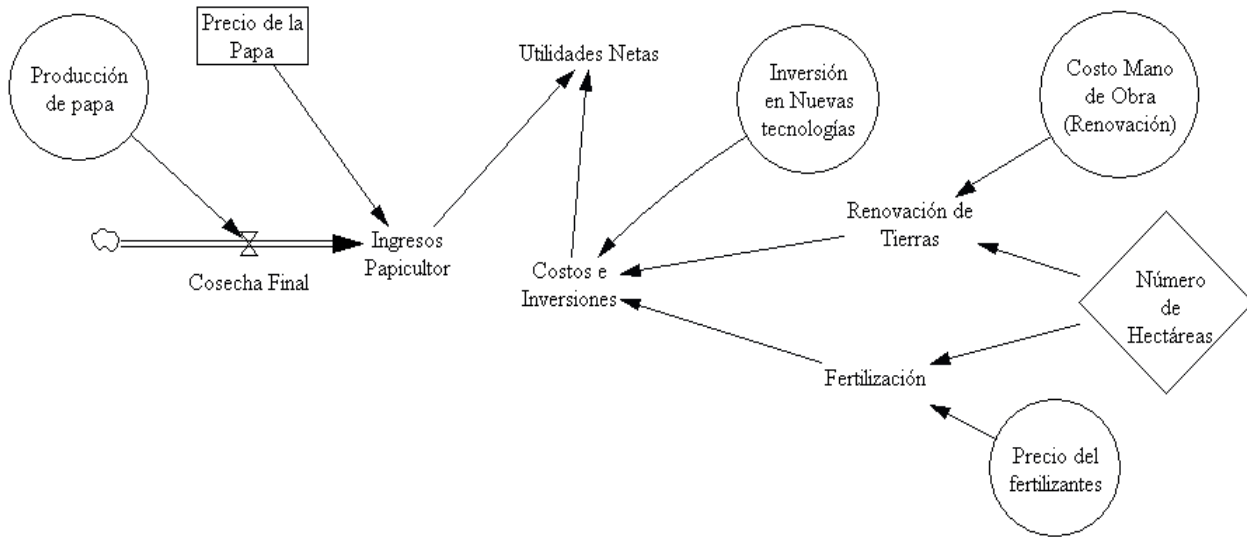 Producción
de papa
Precio de la
Papa
Utilidades Netas
Inversión
en Nuevas
tecnologías
Costo Mano
de Obra
(Renovación)
Cosecha Final
Ingresos
Papicultor
Costos e
Inversiones
Renovación de
Tierras
Número
de
Hectáreas
Fertilización
Precio del
fertilizantes